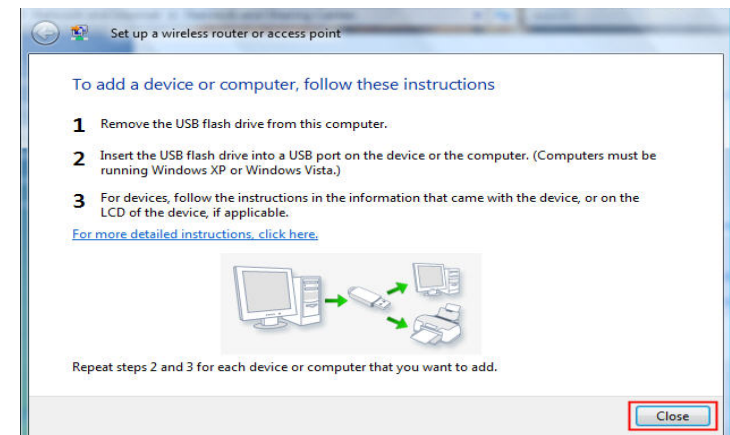 Set up a wireless router or access point
To add a device or computer, follow these instructions
1 Remove the USB flash drive from this computer.
2 Insert the USB flash drive into a USB port on the device or the computer. (Computers must be
running Windows XP or Windows Vista.)
3 For devices, follow the instructions in the information that came with the device, or on the
LCD of the device, if applicable.
For more detailed instructions, click here.
Repeat steps 2 and 3 for each device or computer that you want to add.
Close